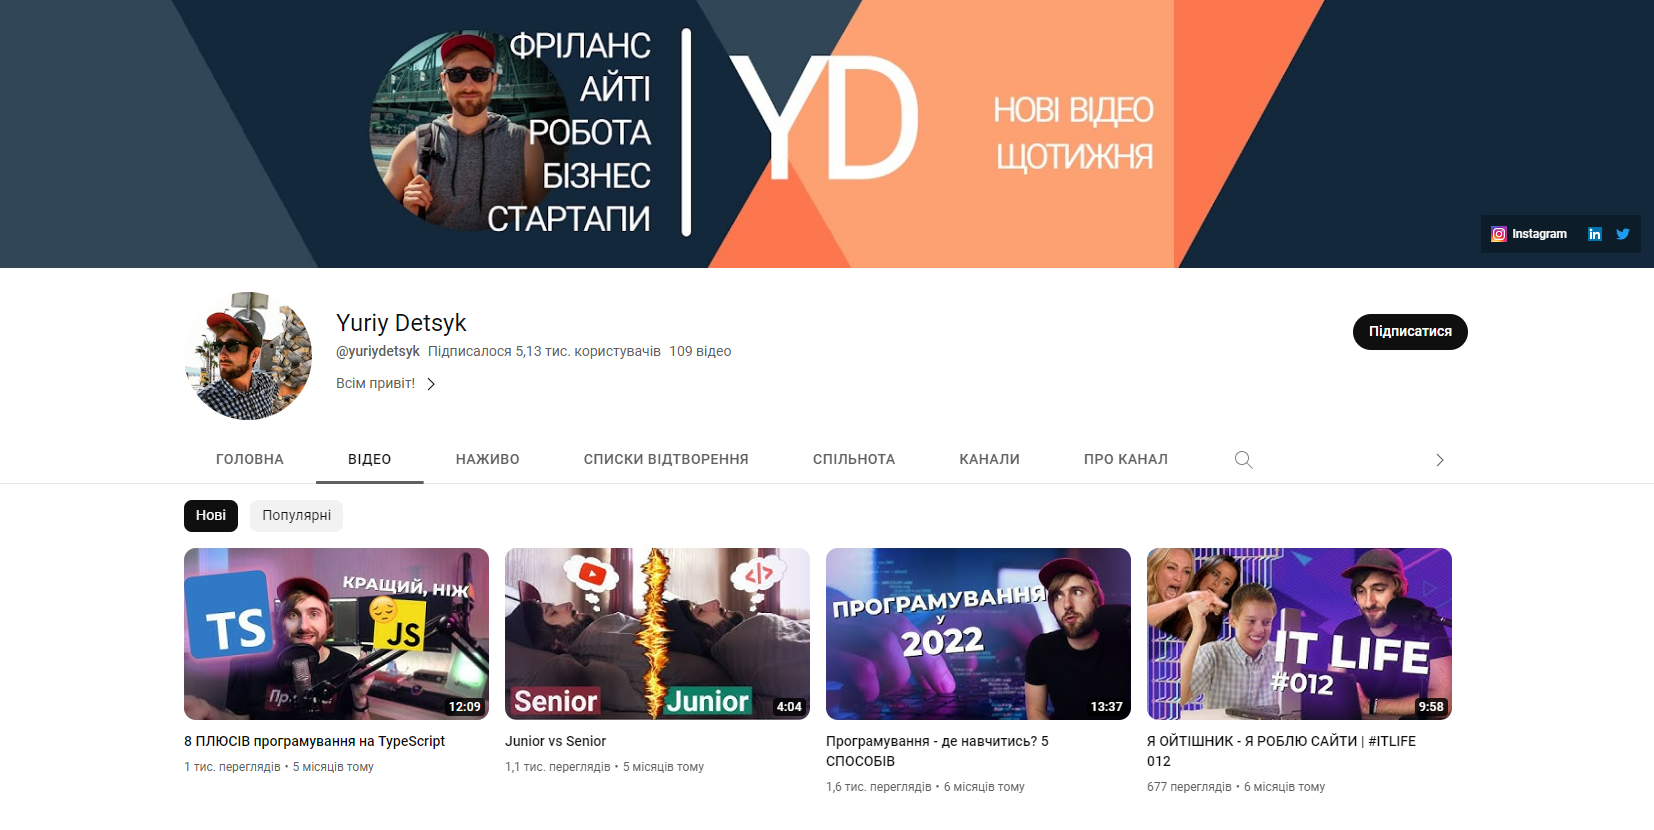 ФРІЛАНС
АЙТІ
РОБОТА
БІЗНЕС
СТАРТАПИ
YD
НОВІ ВІДЕО
ЩОТИЖНЯ
Instagram
Yuriy Detsyk
@yuriydetsyk Підписалося 5,13 тис. користувачів 109 відео
Всім привіт!
Підписатися
ГОЛОВНА ВІДЕО НАЖИВО СПИСКИ ВІДТВОРЕННЯ СПІЛЬНОТА КАНАЛИ ПРО КАНАЛ
Нові Популярні
TS
КРАЩИЙ, НІЖ
JS
12:09
Senior
Junior
4:04
ПРОГРАМУВАННЯ
У
2022
13:37
IT LIFE
#012
9:58
8 ПЛЮСІВ програмування на TypeScript
1 тис. переглядів • 5 місяців тому
Junior vs Senior
1,1 тис. переглядів • 5 місяців тому
Програмування - де навчитись? 5
СПОСОБІВ
1,6 тис. переглядів • 6 місяців тому
Я ОЙТІШНИК - Я РОБЛЮ САЙТИ | #ITLIFE
012
677 переглядів • 6 місяців тому